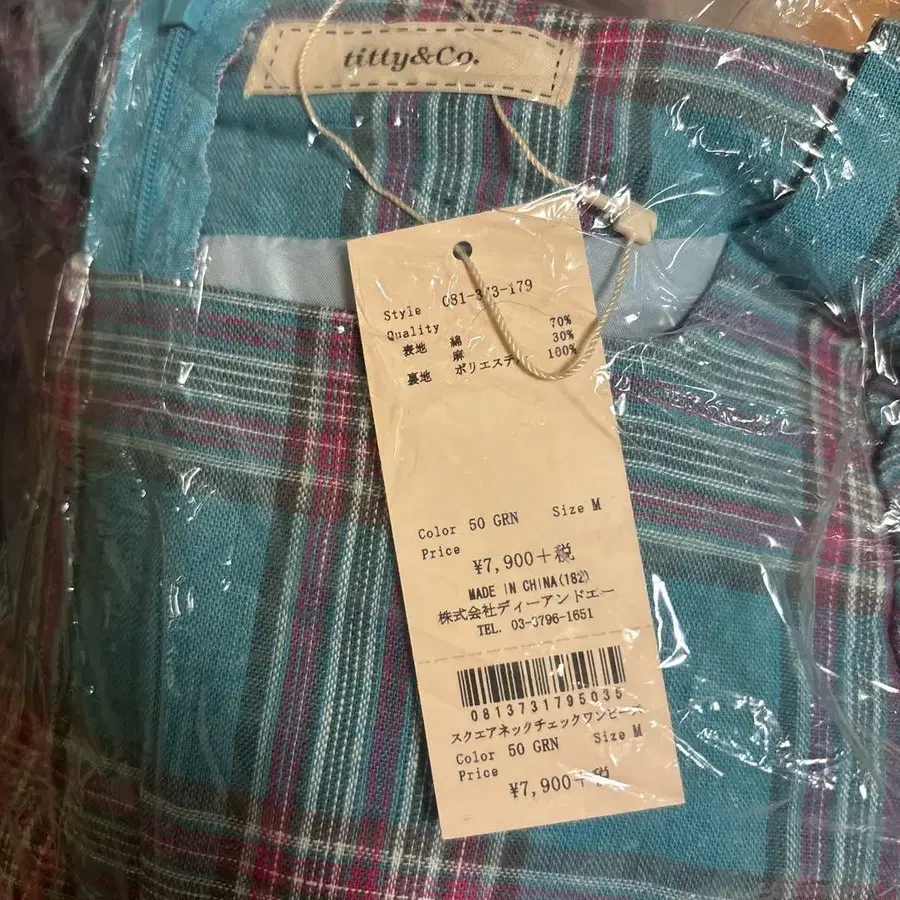 titty&Co.
Style 081-373-179
Quality
表地 綿 70%
麻 30%
裏地 ポリエステ 100%
Color 50 GRN Size M
Price
¥7,900+税
MADE IN CHINA(182)
株式会社ディーアンドエー
TEL. 03-3796-1651
0813731795035
スクエアネックチェックワンピース
Color 50 GRN Size M
Price
¥7,900+税